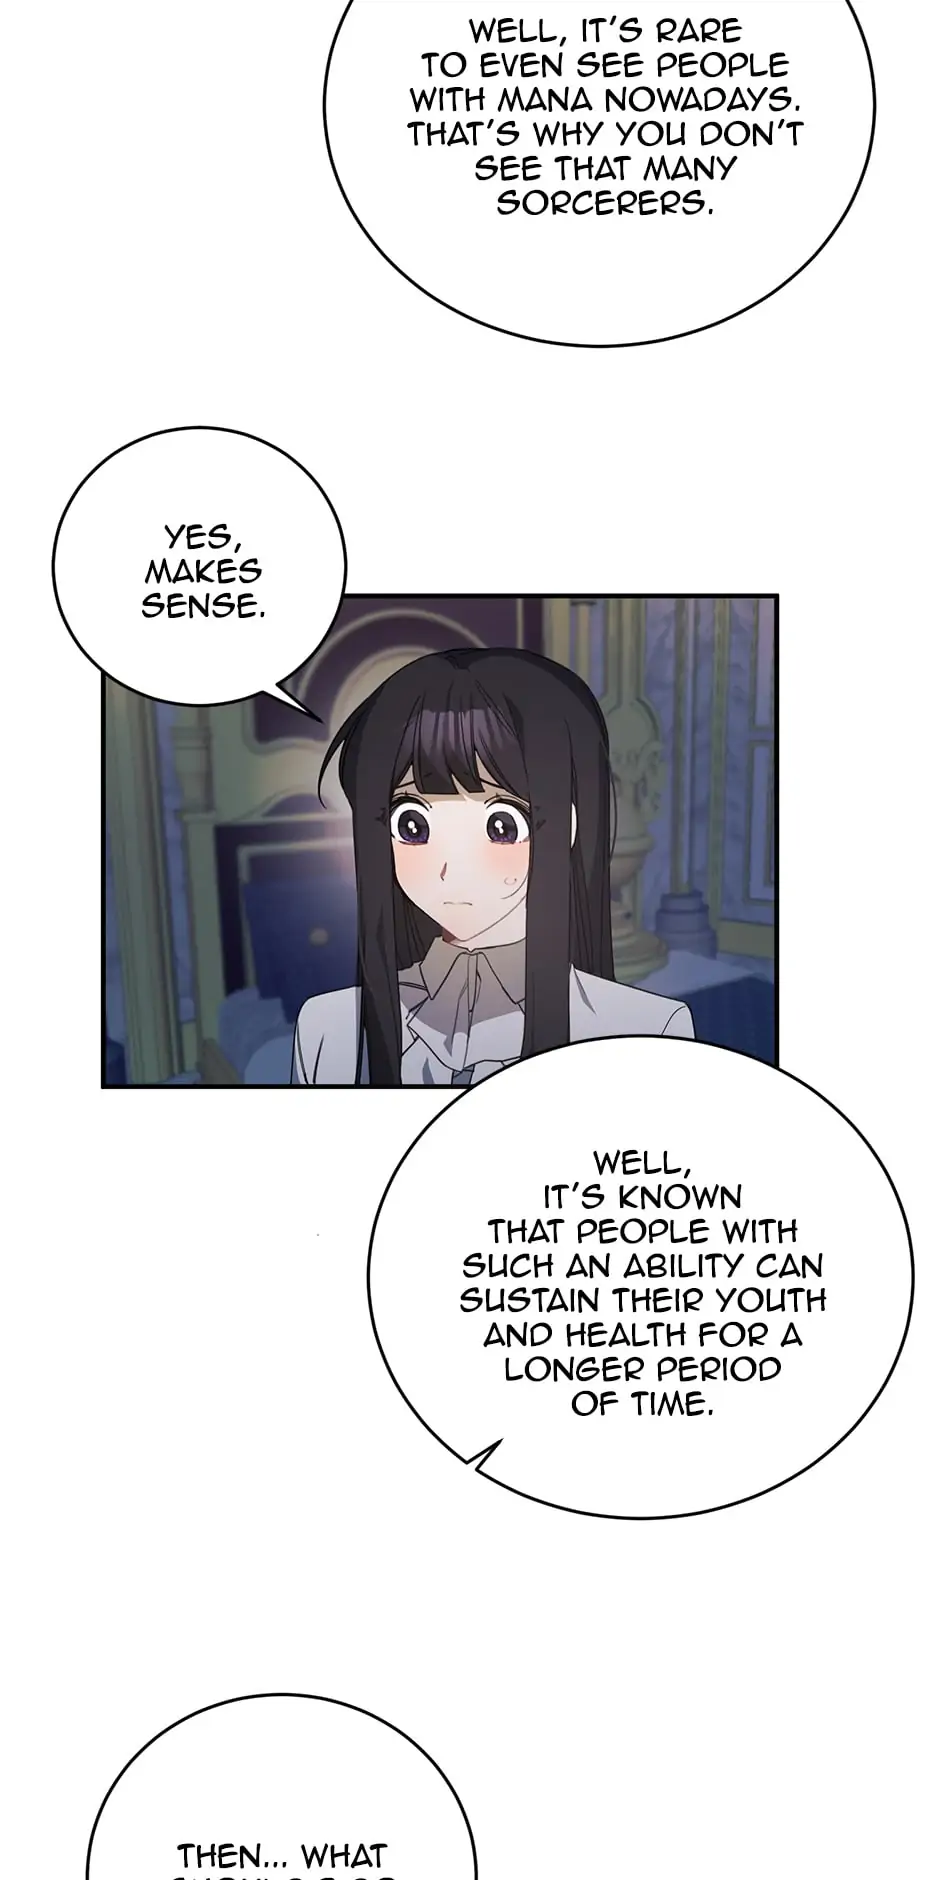 WELL, IT'S RARE
TO EVEN SEE PEOPLE
WITH MANA NOWADAYS.
THAT'S WHY YOU DON'T
SEE THAT MANY
SORCERERS.
YES,
MAKES
SENSE.
WELL,
IT'S KNOWN
THAT PEOPLE WITH
SUCH AN ABILITY CAN
SUSTAIN THEIR YOUTH
AND HEALTH FOR A
LONGER PERIOD
OF TIME.
THEN... WHAT